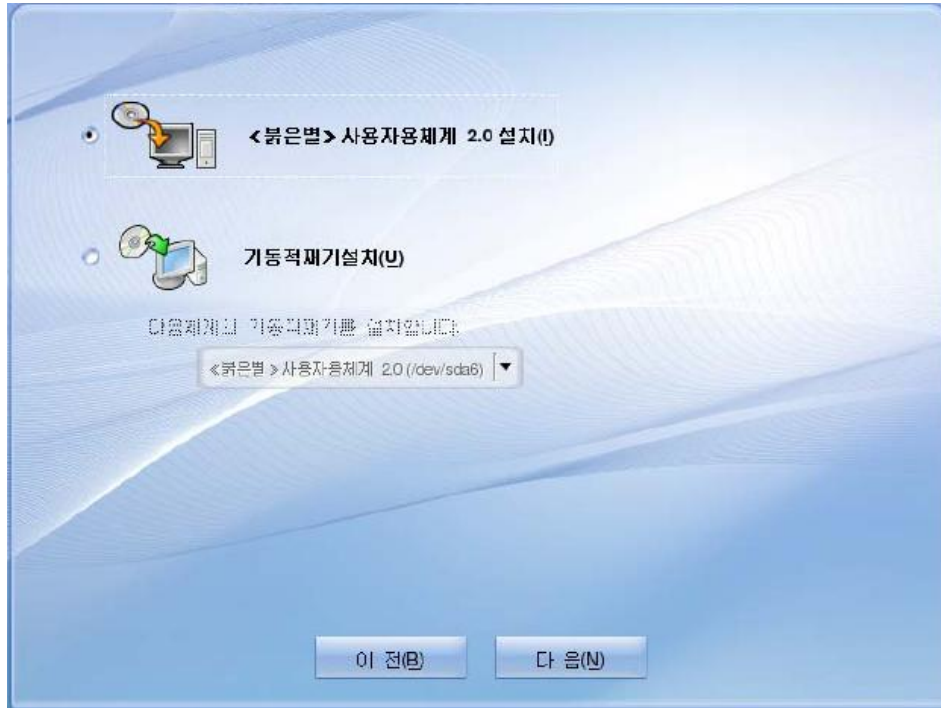 ≪붉은별≫ 사용자용체계 2.0 설치(I)
기동적재기설치(U)
다음체계의 기동적재기를 설치합니다.
≪붉은별≫ 사용자용체계 2.0 (/dev/sda6)
이 전(B)
다 음(N)